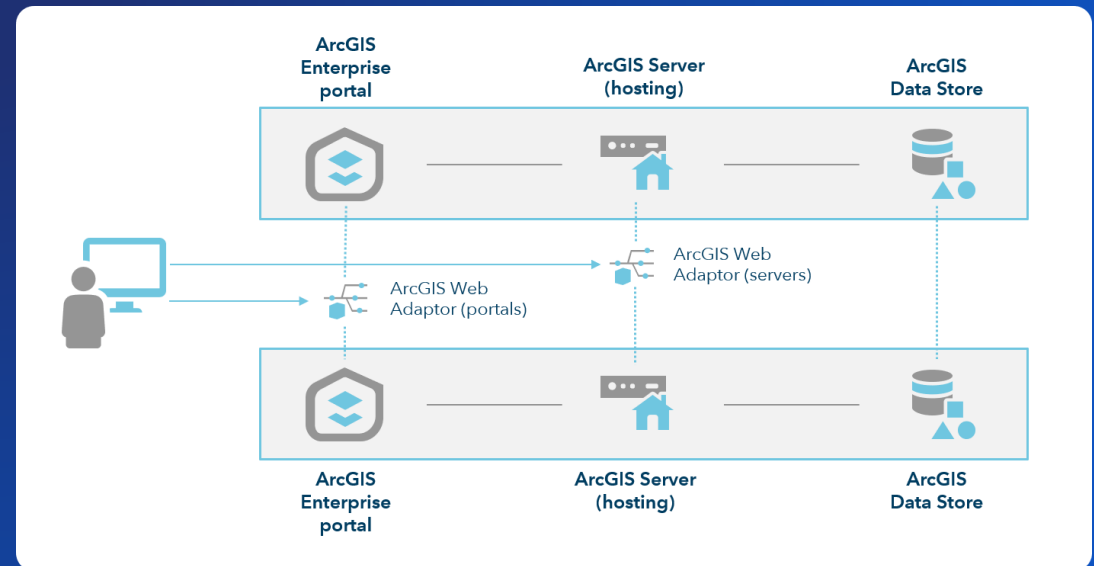 ArcGIS
Enterprise
portal
ArcGIS Server
(hosting)
ArcGIS
Data Store
ArcGIS Web
Adaptor (servers)
ArcGIS Web
Adaptor (portals)
ArcGIS
Enterprise
portal
ArcGIS Server
(hosting)
ArcGIS
Data Store